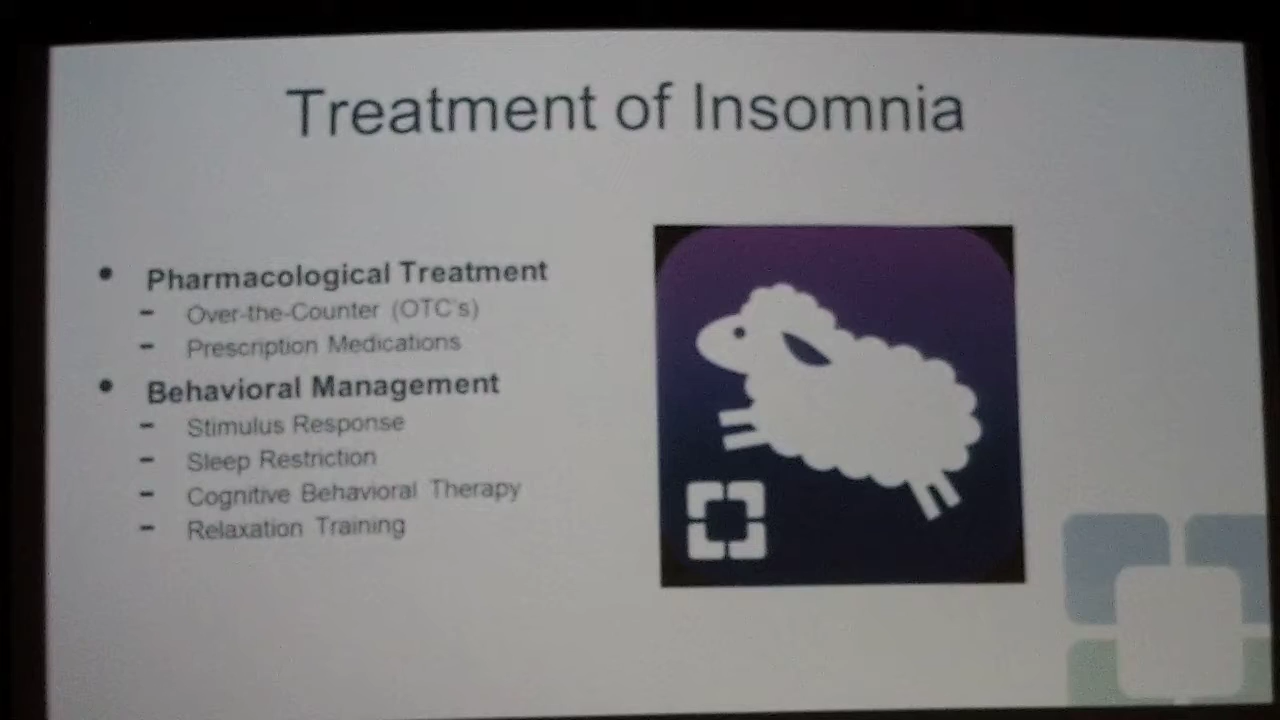 Treatment of Insomnia
• Pharmacological Treatment
– Over-the-Counter (OTC's)
– Prescription Medications
• Behavioral Management
– Stimulus Response
– Sleep Restriction
– Cognitive Behavioral Therapy
– Relaxation Training